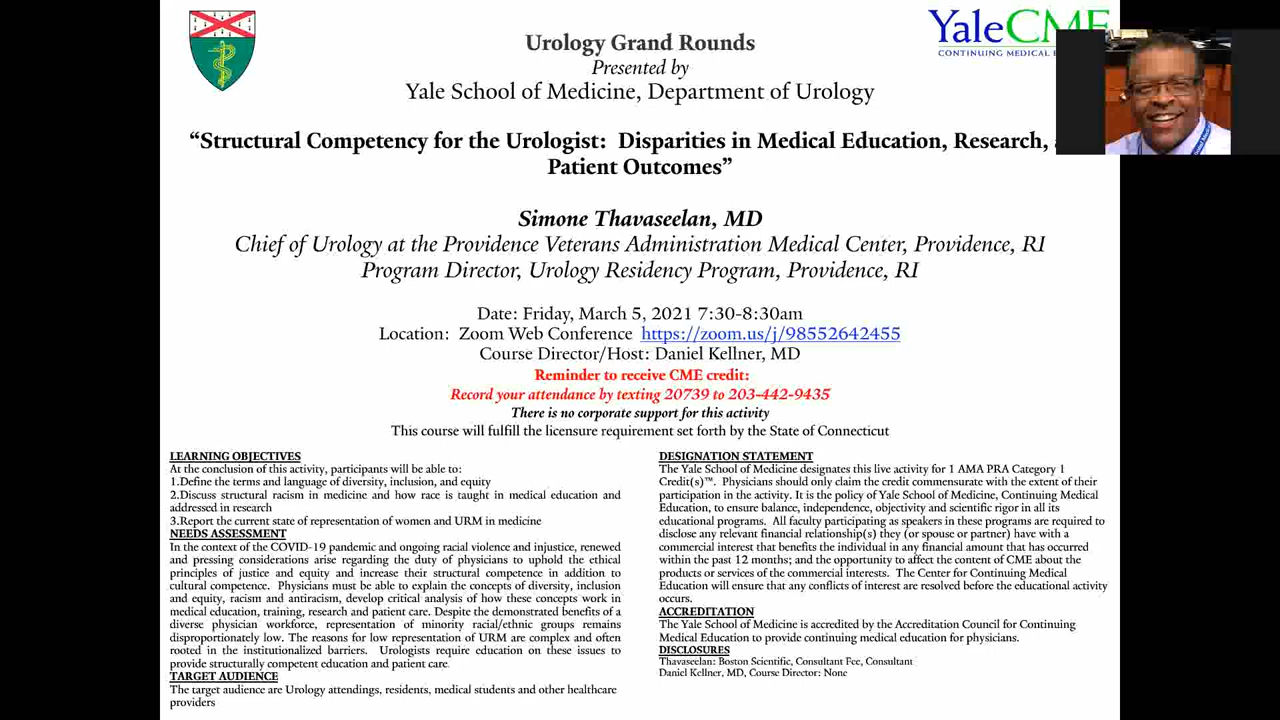 YaleCME
CONTINUING MEDICAL
Urology Grand Rounds
Presented by
Yale School of Medicine, Department of Urology
“Structural Competency for the Urologist: Disparities in Medical Education, Research,
Patient Outcomes”
Simone Thavaseelan, MD
Chief of Urology at the Providence Veterans Administration Medical Center, Providence, RI
Program Director, Urology Residency Program, Providence, RI
Date: Friday, March 5, 2021 7:30-8:30am
Location: Zoom Web Conference https://zoom.us/j/98552642455
Course Director/Host: Daniel Kellner, MD
Reminder to receive CME credit:
Record your attendance by texting 20739 to 203-442-9435
There is no corporate support for this activity
This course will fulfill the licensure requirement set forth by the State of Connecticut
LEARNING OBJECTIVES
At the conclusion of this activity, participants will be able to:
1.Define the terms and language of diversity, inclusion, and equity
2.Discuss structural racism in medicine and how race is taught in medical education and
addressed in research
3.Report the current state of representation of women and URM in medicine
NEEDS ASSESSMENT
In the context of the COVID-19 pandemic and ongoing racial violence and injustice, renewed
and pressing considerations arise regarding the duty of physicians to uphold the ethical
principles of justice and equity and increase their structural competence in addition to
cultural competence. Physicians must be able to explain the concepts of diversity, inclusion
and equity, racism and antiracism, develop critical analysis of how these concepts work in
medical education, training, research and patient care. Despite the demonstrated benefits of a
diverse physician workforce, representation of minority racial/ethnic groups remains
disproportionately low. The reasons for low representation of URM are complex and often
rooted in the institutionalized barriers. Urologists require education on these issues to
provide structurally competent education and patient care.
TARGET AUDIENCE
The target audience are Urology attendings, residents, medical students and other healthcare
providers
DESIGNATION STATEMENT
The Yale School of Medicine designates this live activity for 1 AMA PRA Category 1
Credit(s)™. Physicians should only claim the credit commensurate with the extent of their
participation in the activity. It is the policy of Yale School of Medicine, Continuing Medical
Education, to ensure balance, independence, objectivity and scientific rigor in all its
educational programs. All faculty participating as speakers in these programs are required to
disclose any relevant financial relationship(s) they (or spouse or partner) have with a
commercial interest that benefits the individual in any financial amount that has occurred
within the past 12 months; and the opportunity to affect the content of CME about the
products or services of the commercial interests. The Center for Continuing Medical
Education will ensure that any conflicts of interest are resolved before the educational activity
occurs.
ACCREDITATION
The Yale School of Medicine is accredited by the Accreditation Council for Continuing
Medical Education to provide continuing medical education for physicians.
DISCLOSURES
Thavaseelan: Boston Scientific, Consultant Fee, Consultant
Daniel Kellner, MD, Course Director: None